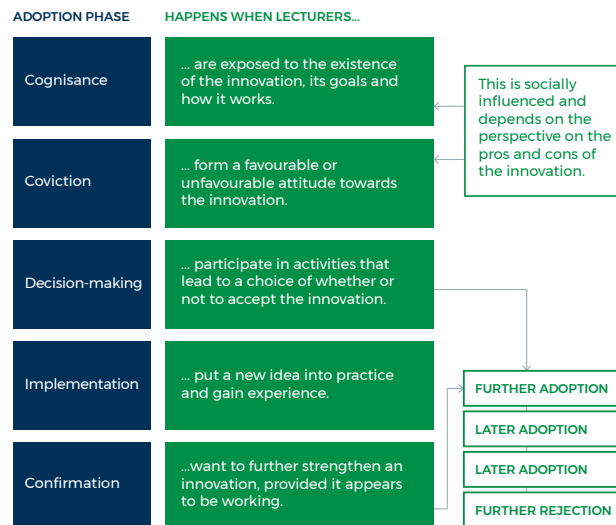 ADOPTION PHASE
HAPPENS WHEN LECTURERS...
Cognisance
... are exposed to the existence
of the innovation, its goals and
how it works.
This is socially
influenced and
depends on the
perspective on the
pros and cons of
the innovation.
Coviction
... form a favourable or
unfavourable attitude towards
the innovation.
Decision-making
... participate in activities that
lead to a choice of whether or
not to accept the innovation.
Implementation
... put a new idea into practice
and gain experience.
Confirmation
...want to further strengthen an
innovation, provided it appears
to be working.
FURTHER ADOPTION
LATER ADOPTION
LATER ADOPTION
FURTHER REJECTION